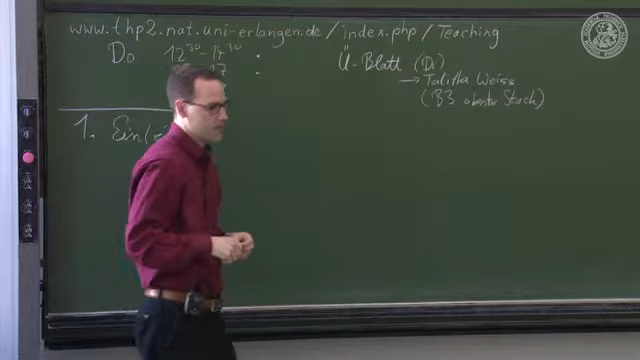 www.thp2.nat.uni-erlangen.de/index.php/Teaching
Do 12³⁰-14³⁰ :
17 :
Ü-Blatt (Di)
→ Talitha Weiss
(B3 oberster Stock)
1. Ein